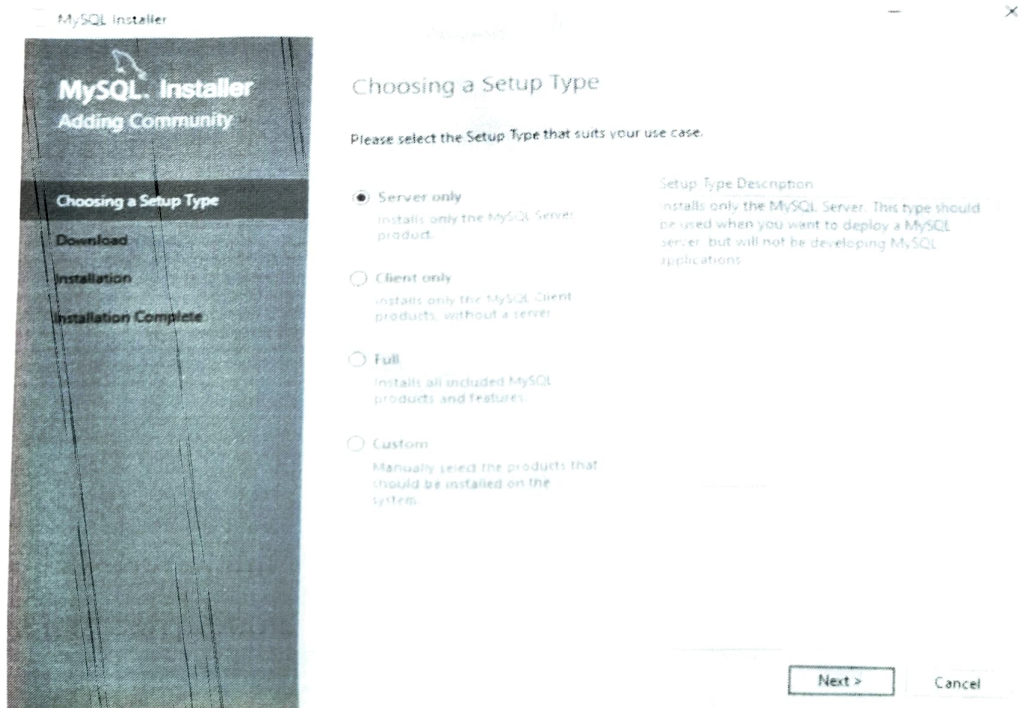 MySQL Installer
MySQL. Installer
Adding Community
Choosing a Setup Type
Download
Installation
Installation Complete
Choosing a Setup Type
Please select the Setup Type that suits your use case.
Server only
Installs only the MySQL Server
product.
Client only
Installs only the MySQL Client
products, without a server
Full
Installs all included MySQL
products and features.
Custom
Manually select the products that
should be installed on the
system.
Setup Type Description
Installs only the MySQL Server. This type should
be used when you want to deploy a MySQL
server, but will not be developing MySQL
applications
Next >
Cancel